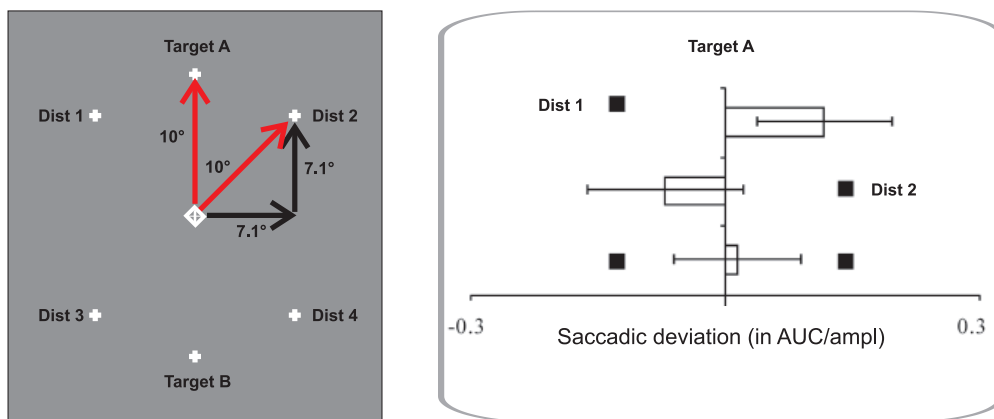 Target A
Dist 1
Dist 2
10°
10°
7.1°
7.1°
Dist 3
Dist 4
Target B
Target A
Dist 1
Dist 2
-0.3
0.3
Saccadic deviation (in AUC/ampl)